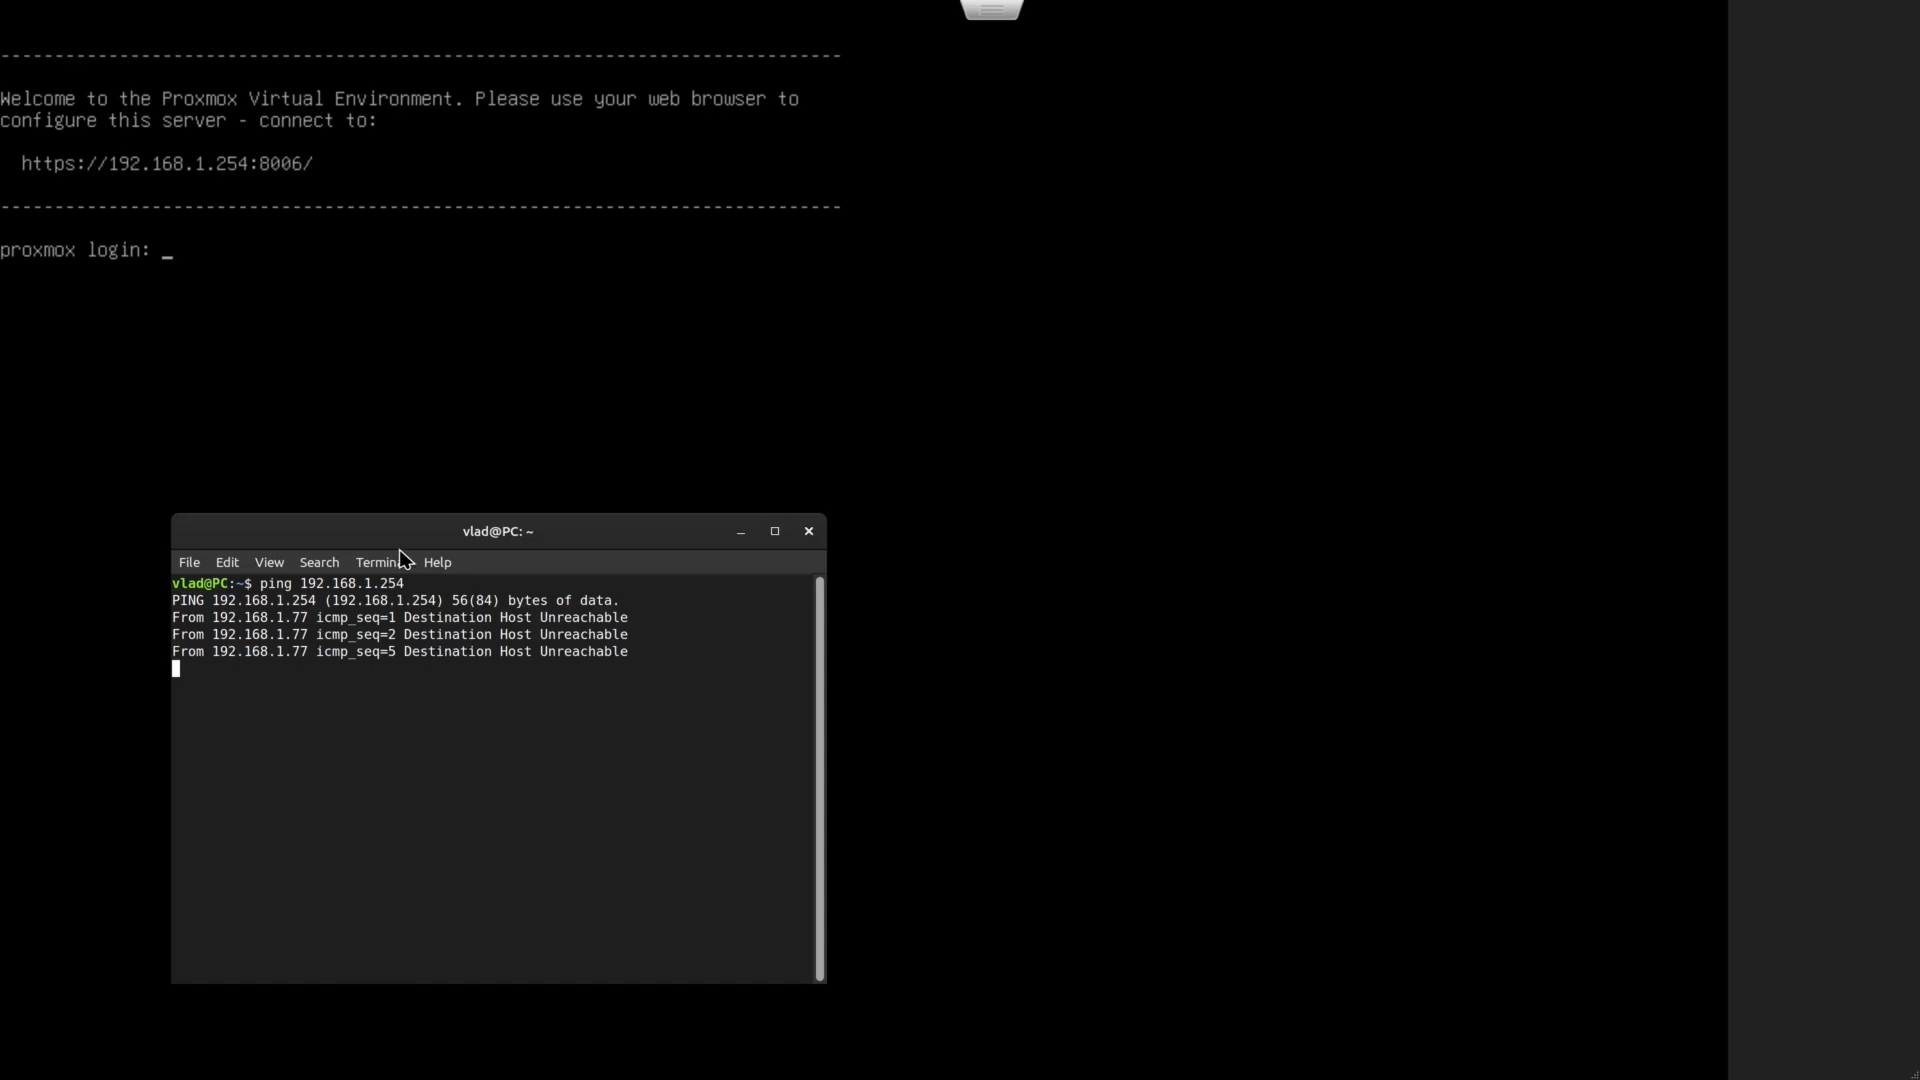 --------------------------------------------------------------------------------
Welcome to the Proxmox Virtual Environment. Please use your web browser to
configure this server - connect to:
https://192.168.1.254:8006/
--------------------------------------------------------------------------------
proxmox login: _
vlad@PC: ~
File Edit View Search Help
vlad@PC:~$ ping 192.168.1.254
PING 192.168.1.254 (192.168.1.254) 56(84) bytes of data.
From 192.168.1.77 icmp_seq=1 Destination Host Unreachable
From 192.168.1.77 icmp_seq=2 Destination Host Unreachable
From 192.168.1.77 icmp_seq=5 Destination Host Unreachable